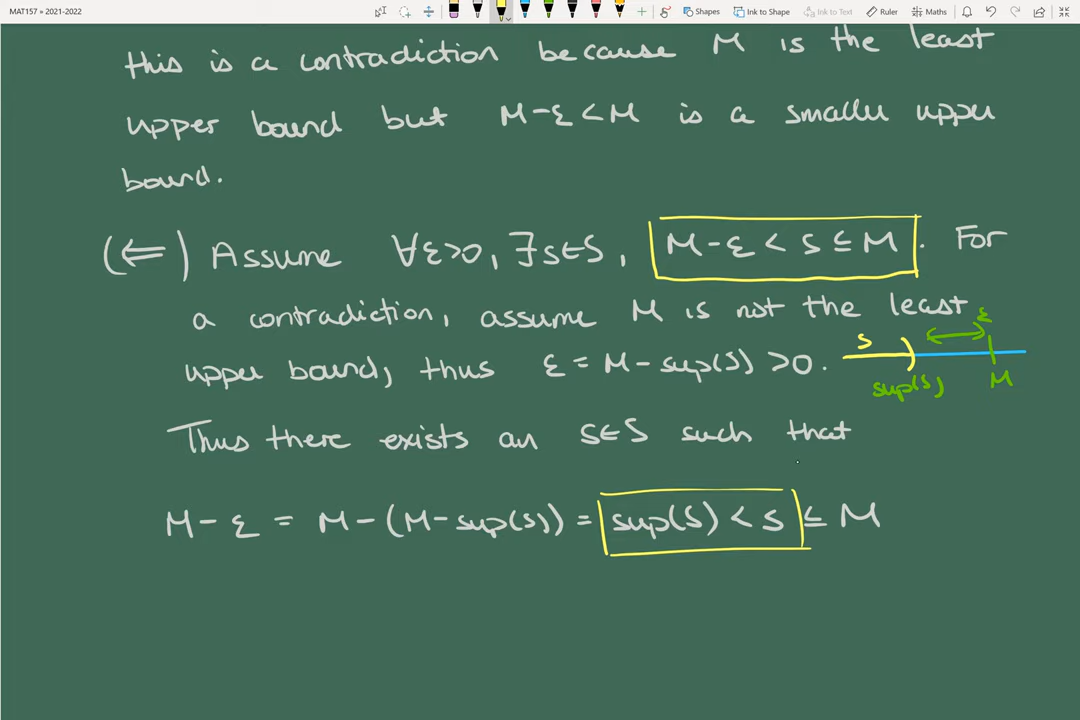 MAT157 » 2021-2022
Shapes
Ink to Shape
Ink to Text
Ruler
Maths
this is a contradiction because M is the least
upper bound but M-ε<M is a smaller upper
bound.
(⇐) Assume ∀ε>0, ∃s∈S, M-ε < s ≤ M. For
a contradiction, assume M is not the least
upper bound, thus ε = M-sup(S) >0.
S
ε
sup(S)
M
Thus there exists an s∈S such that
M-ε = M-(M-sup(S)) = sup(S) < s ≤ M